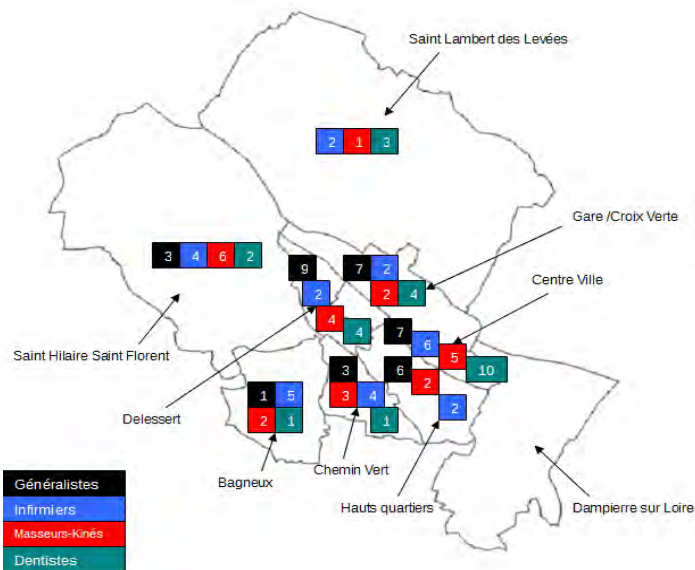 Saint Lambert des Levées
2 1 3
Gare /Croix Verte
3 4 6 2
9
7 2
Centre Ville
2
2 4
4
4
7
6
5
10
Saint Hilaire Saint Florent
3
6
2
1 5
3 4
2
Delessert
2 1
1
Chemin Vert
Bagneux
Hauts quartiers
Dampierre sur Loire
Généralistes
Infirmiers
Masseurs-Kinés
Dentistes